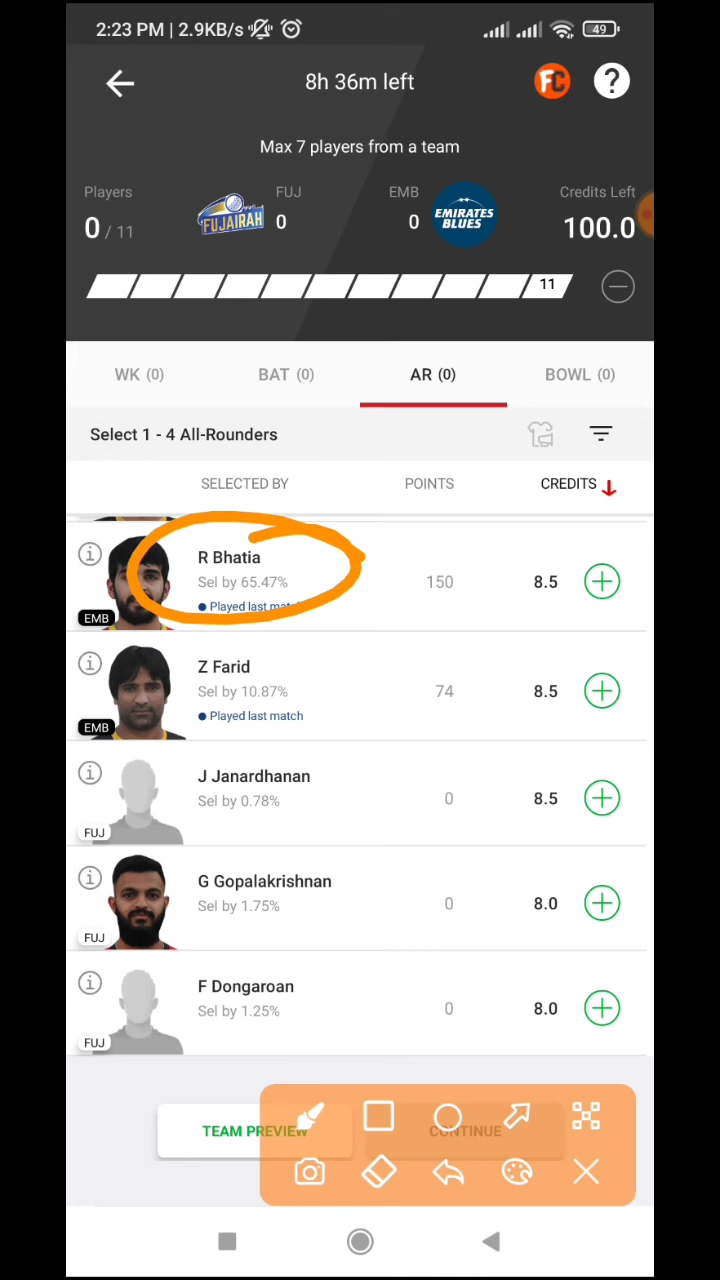 2:23 PM | 2.9KB/s
49
8h 36m left
FC
?
Max 7 players from a team
Players
FUJ
EMB
Credits Left
0 / 11
FUJAIRAH
0
0
EMIRATES
BLUES
100.0
11
WK (0)
BAT (0)
AR (0)
BOWL (0)
Select 1 - 4 All-Rounders
SELECTED BY
POINTS
CREDITS
R Bhatia
Sel by 65.47%
150
8.5
Played last match
EMB
Z Farid
Sel by 10.87%
74
8.5
Played last match
EMB
J Janardhanan
Sel by 0.78%
0
8.5
FUJ
G Gopalakrishnan
Sel by 1.75%
0
8.0
FUJ
F Dongaroan
Sel by 1.25%
0
8.0
FUJ
TEAM PREVIEW
CONTINUE